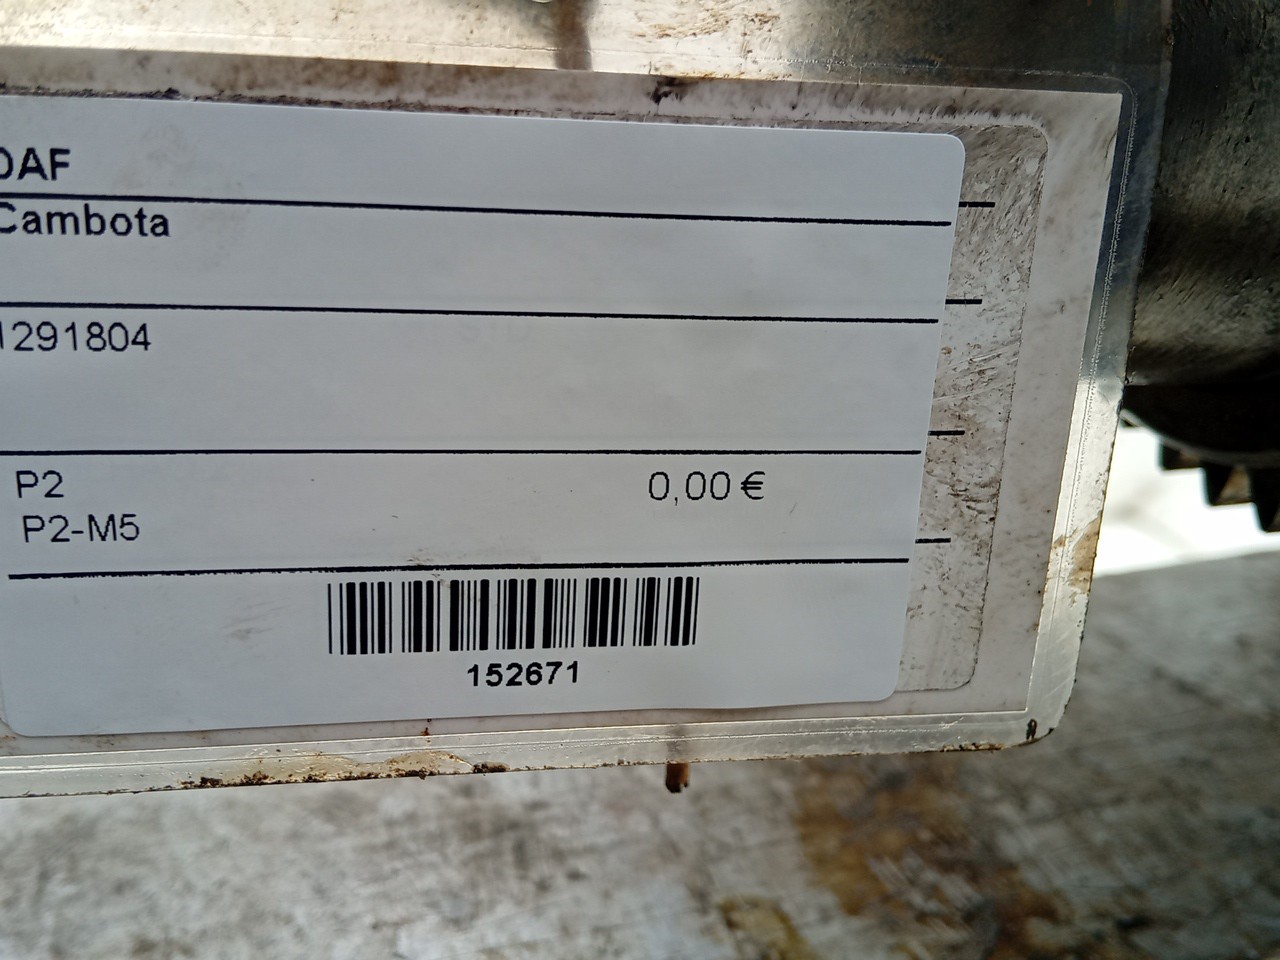 DAF
Cambota
1291804
P2
0,00 €
P2-M5
152671